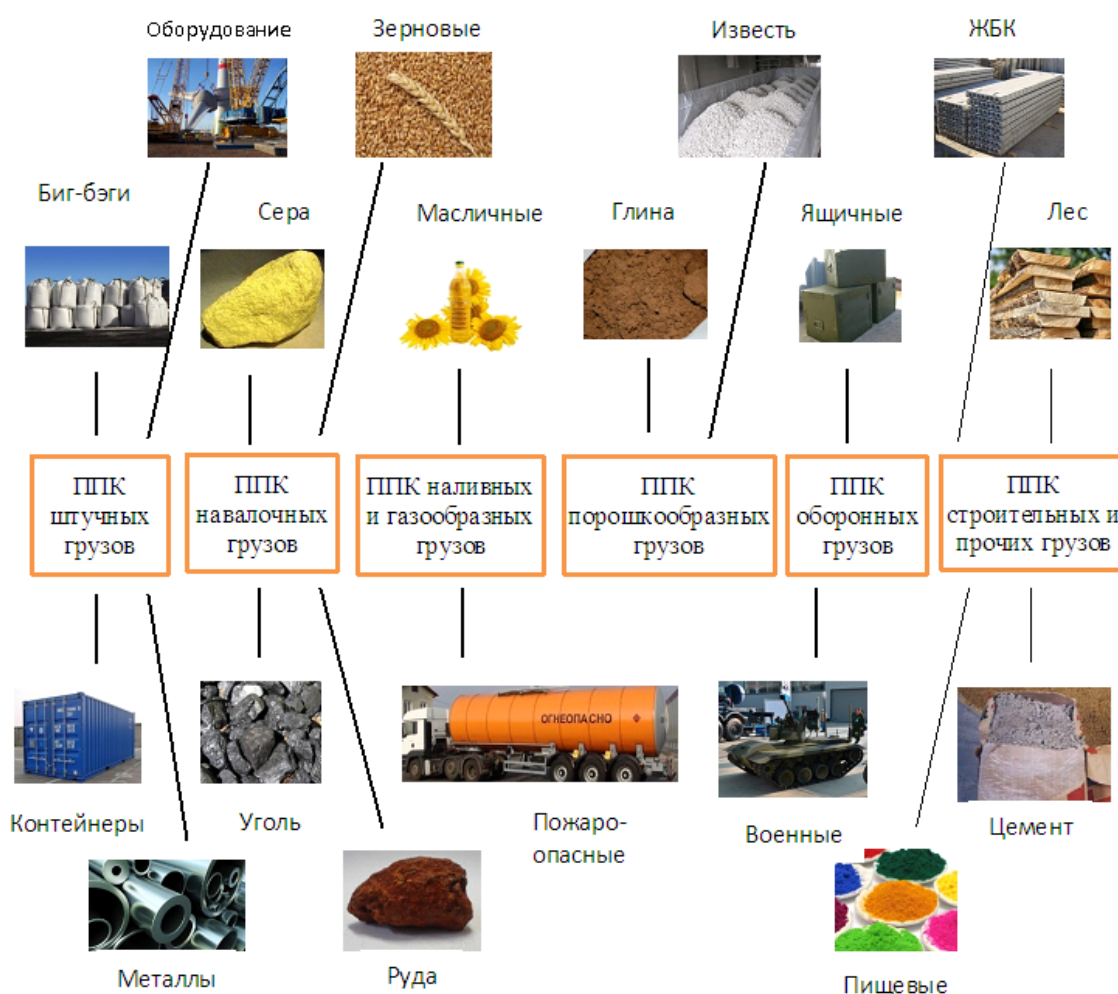 Оборудование
Зерновые
Известь
ЖБК
Биг-бэги
Сера
Масличные
Глина
Ящичные
Лес
ППК
штучных
грузов
ППК
навалочных
грузов
ППК наливных
и газообразных
грузов
ППК
порошкообразных
грузов
ППК
оборонных
грузов
ППК
строительных и
прочих грузов
ОГНЕОПАСНО
Контейнеры
Уголь
Пожаро-
опасные
Военные
Цемент
Металлы
Руда
Пищевые